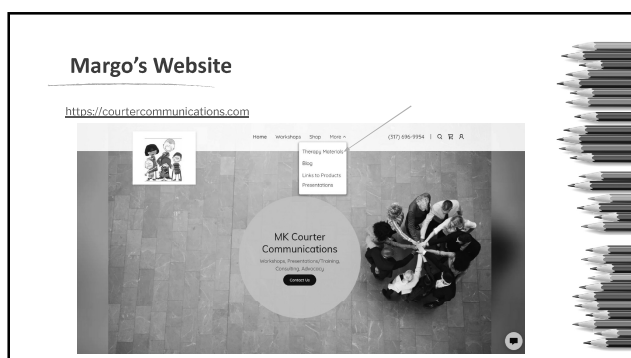 Margo's Website
https://courtercommunications.com
Home Workshops Shop More (317) 696-9954
Therapy Materials
Blog
Links to Products
Presentations
MK Courter
Communications
Workshops, Presentations/Training,
Consulting, Advocacy
Contact Us